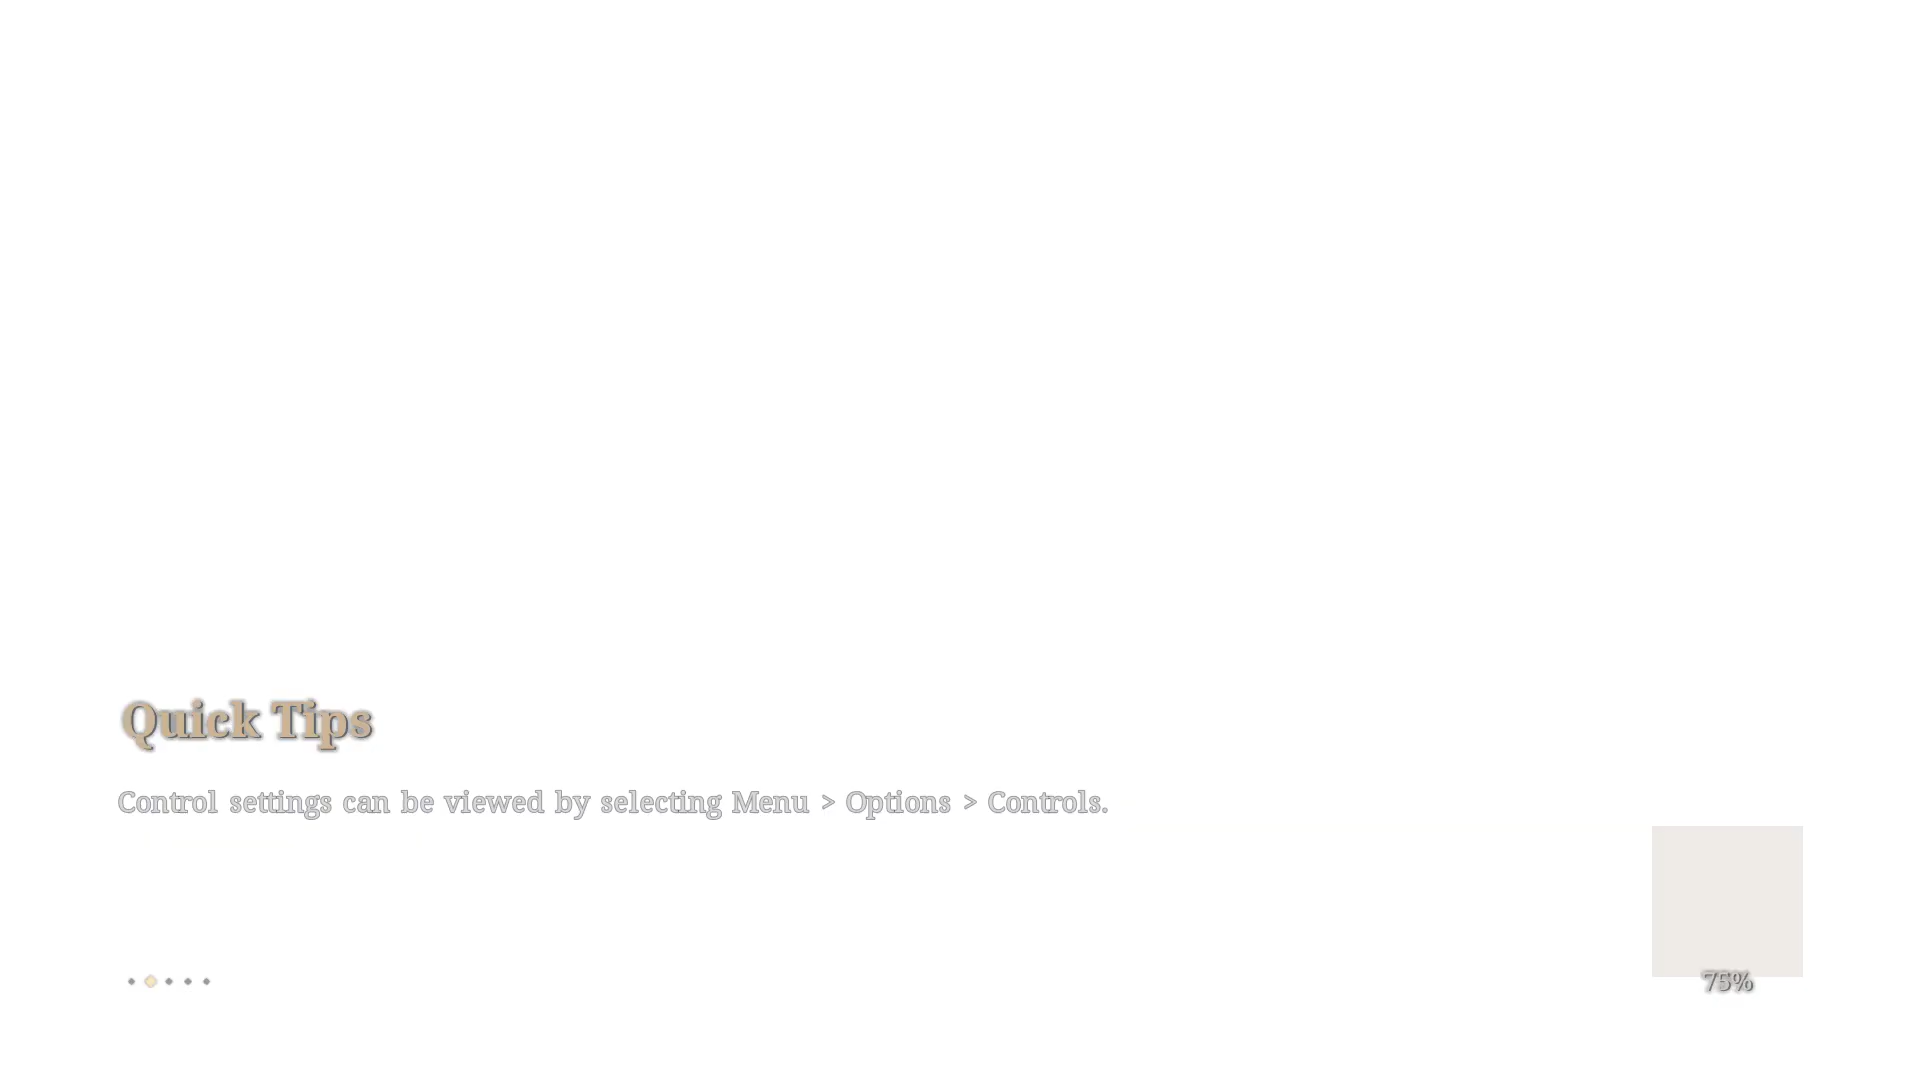 Quick Tips
Control settings can be viewed by selecting Menu > Options > Controls.
75%